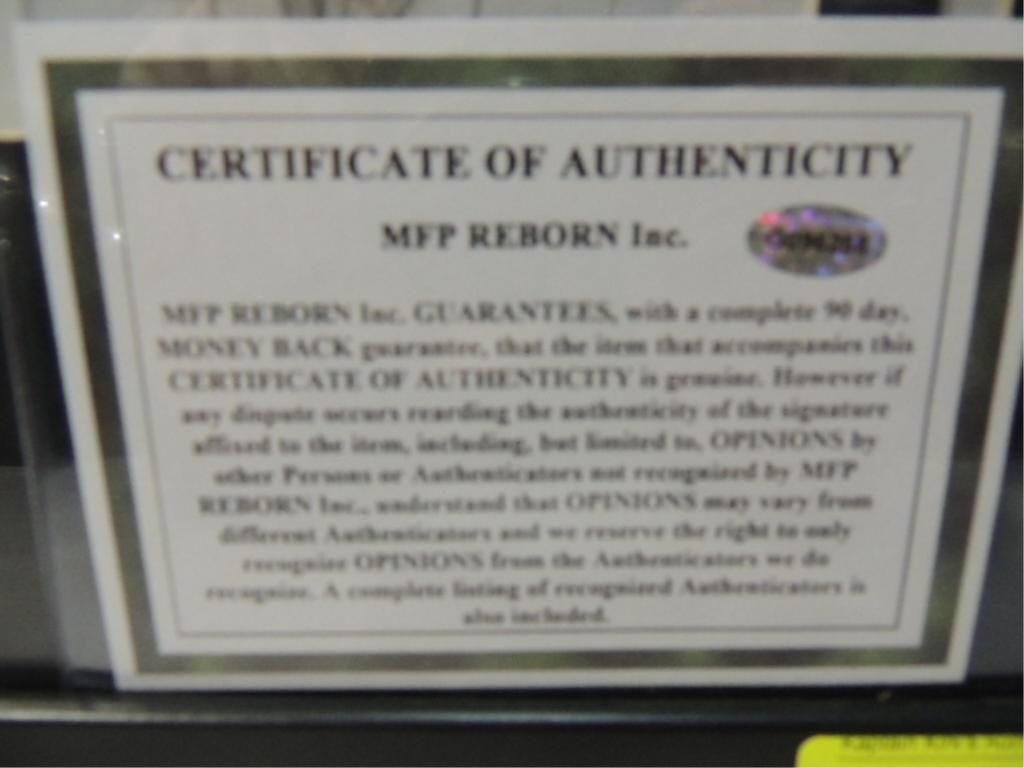 CERTIFICATE OF AUTHENTICITY
MFP REBORN Inc.
MFP REBORN Inc. GUARANTEES, with a complete 90 day,
MONEY BACK guarantee, that the item that accompanies this
CERTIFICATE OF AUTHENTICITY is genuine. However if
any dispute occurs rearding the authenticity of the signature
affixed to the item, including, but limited to, OPINIONS by
other Persons or Authenticators not recognized by MFP
REBORN Inc., understand that OPINIONS may vary from
different Authenticators and we reserve the right to only
recognize OPINIONS from the Authenticators we do
recognize. A complete listing of recognized Authenticators is
also included.